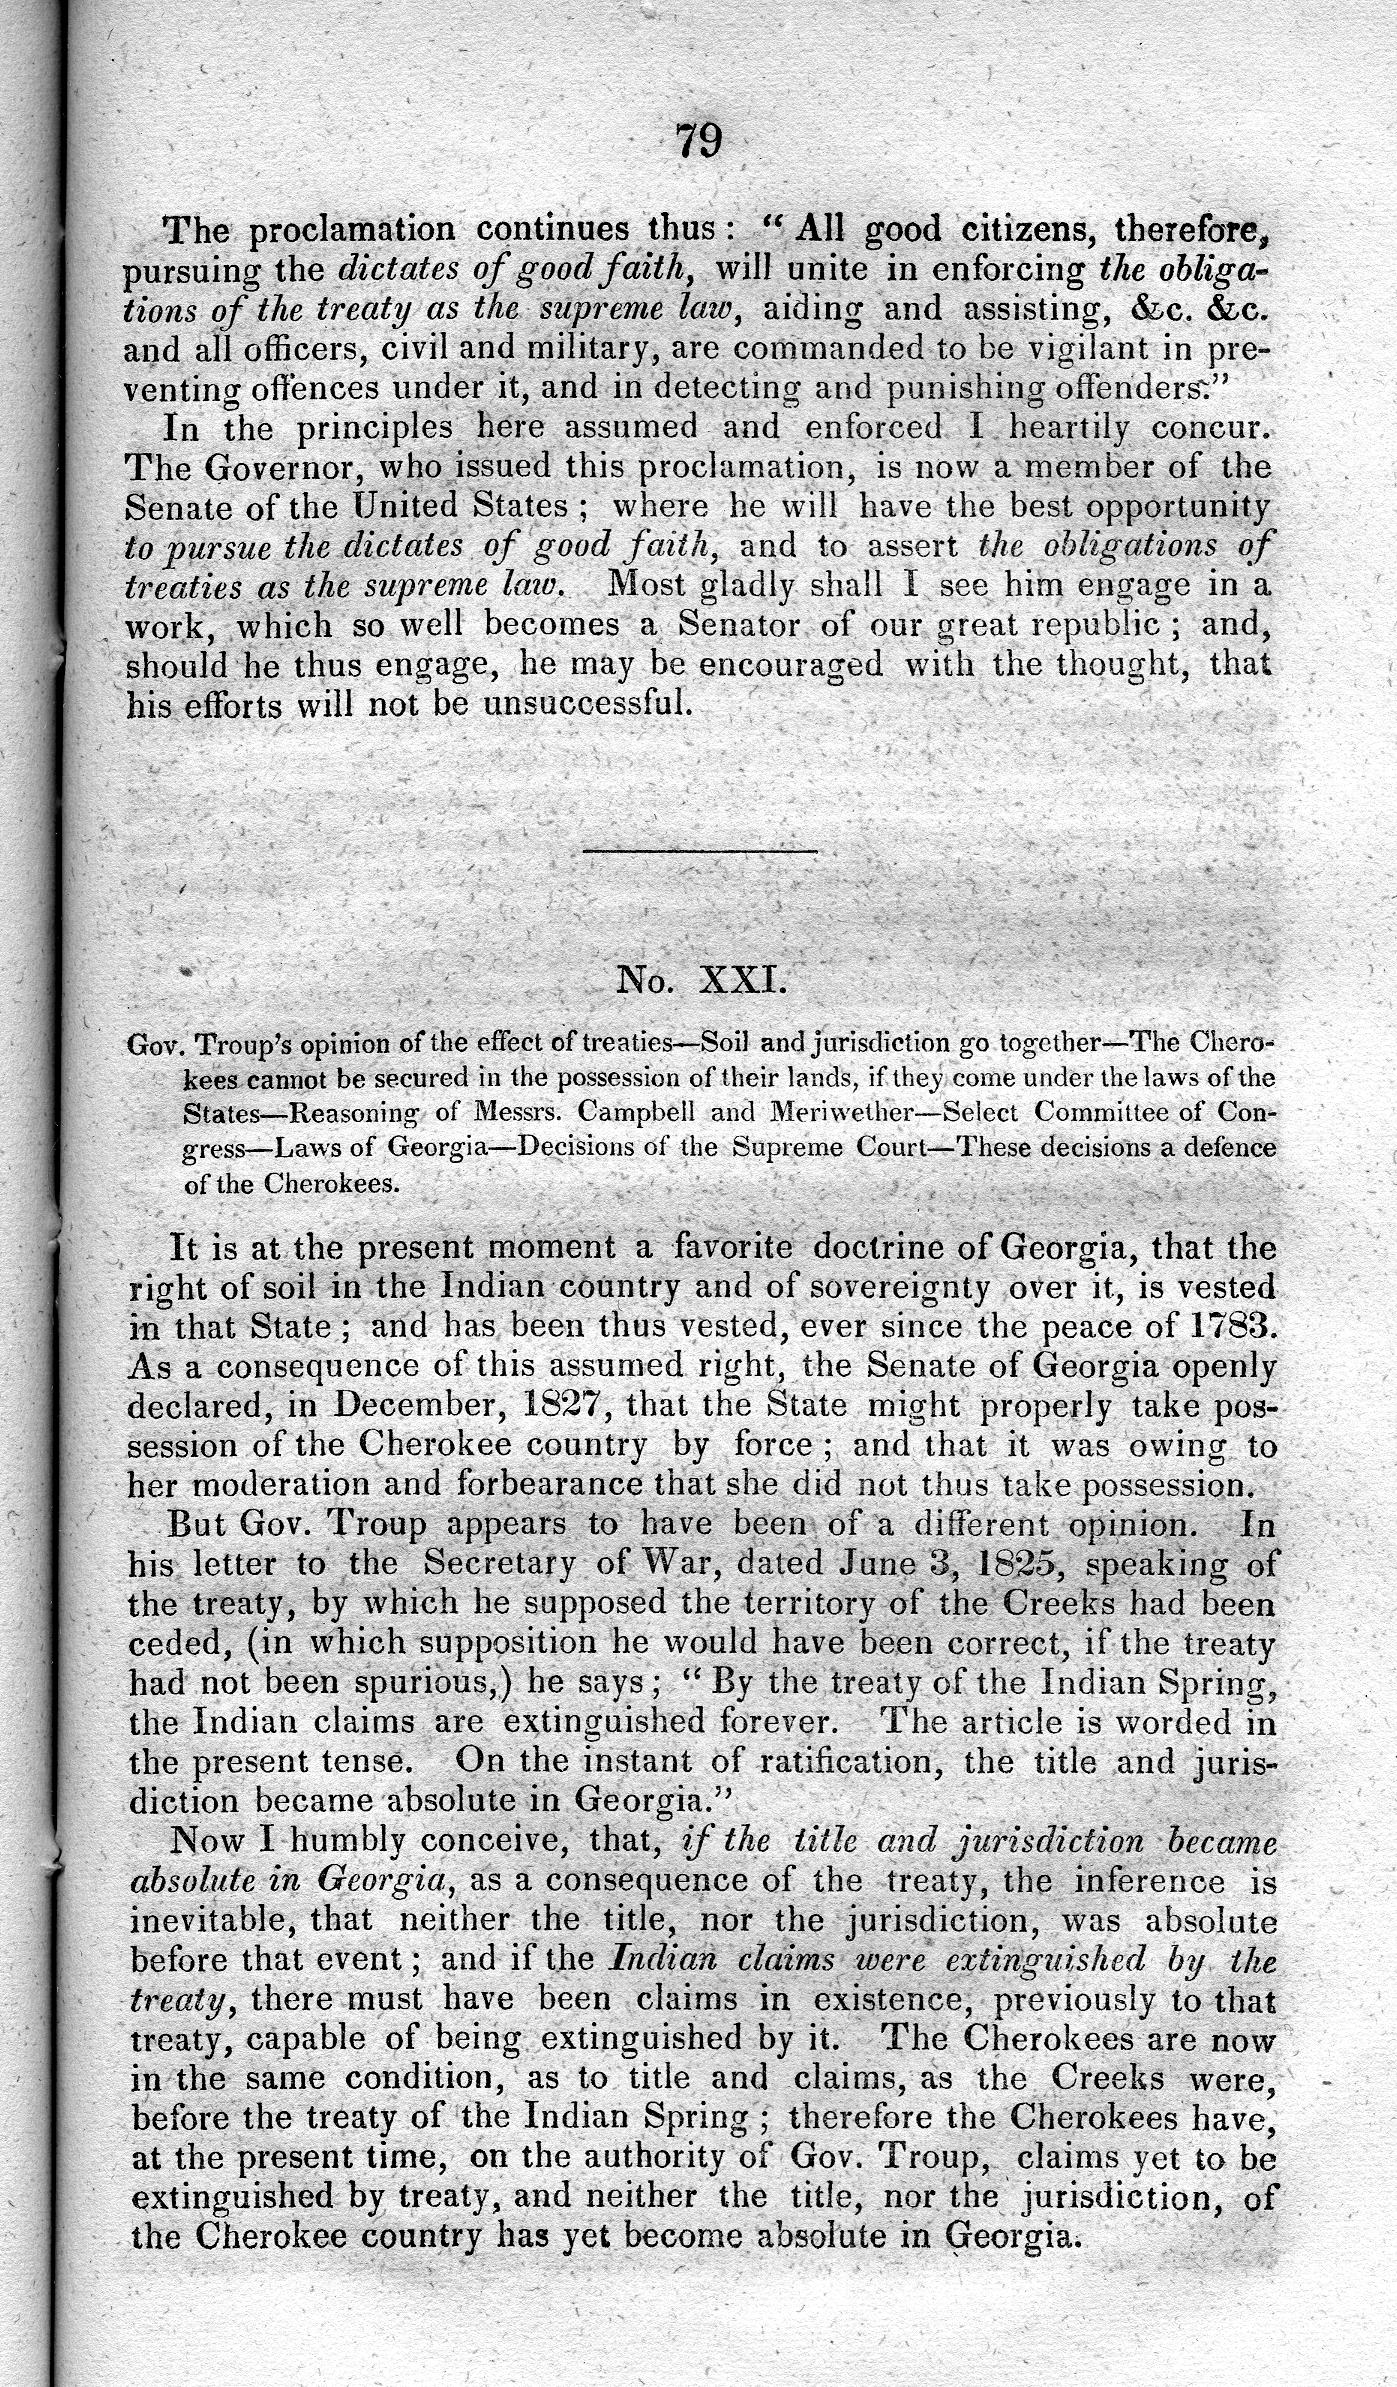 79
The proclamation continues thus: “ All good citizens, therefore,
pursuing the dictates of good faith, will unite in enforcing the obliga-
tions of the treaty as the supreme law, aiding and assisting, &c. &c.
and all officers, civil and military, are commanded to be vigilant in pre-
venting offences under it, and in detecting and punishing offenders.”
In the principles here assumed and enforced I heartily concur.
The Governor, who issued this proclamation, is now a member of the
Senate of the United States ; where he will have the best opportunity
to pursue the dictates of good faith, and to assert the obligations of
treaties as the supreme law. Most gladly shall I see him engage in a
work, which so well becomes a Senator of our great republic ; and,
should he thus engage, he may be encouraged with the thought, that
his efforts will not be unsuccessful.
No. XXI.
Gov. Troup’s opinion of the effect of treaties—Soil and jurisdiction go together—The Chero-
kees cannot be secured in the possession of their lands, if they come under the laws of the
States—Reasoning of Messrs. Campbell and Meriwether—Select Committee of Con-
gress—Laws of Georgia—Decisions of the Supreme Court—These decisions a defence
of the Cherokees.
It is at the present moment a favorite doctrine of Georgia, that the
right of soil in the Indian country and of sovereignty over it, is vested
in that State ; and has been thus vested, ever since the peace of 1783.
As a consequence of this assumed right, the Senate of Georgia openly
declared, in December, 1827, that the State might properly take pos-
session of the Cherokee country by force ; and that it was owing to
her moderation and forbearance that she did not thus take possession.
But Gov. Troup appears to have been of a different opinion. In
his letter to the Secretary of War, dated June 3, 1825, speaking of
the treaty, by which he supposed the territory of the Creeks had been
ceded, (in which supposition he would have been correct, if the treaty
had not been spurious,) he says ; “ By the treaty of the Indian Spring,
the Indian claims are extinguished forever. The article is worded in
the present tense. On the instant of ratification, the title and juris-
diction became absolute in Georgia.”
Now I humbly conceive, that, if the title and jurisdiction became
absolute in Georgia, as a consequence of the treaty, the inference is
inevitable, that neither the title, nor the jurisdiction, was absolute
before that event ; and if the Indian claims were extinguished by the
treaty, there must have been claims in existence, previously to that
treaty, capable of being extinguished by it. The Cherokees are now
in the same condition, as to title and claims, as the Creeks were,
before the treaty of the Indian Spring ; therefore the Cherokees have,
at the present time, on the authority of Gov. Troup, claims yet to be
extinguished by treaty, and neither the title, nor the jurisdiction, of
the Cherokee country has yet become absolute in Georgia.